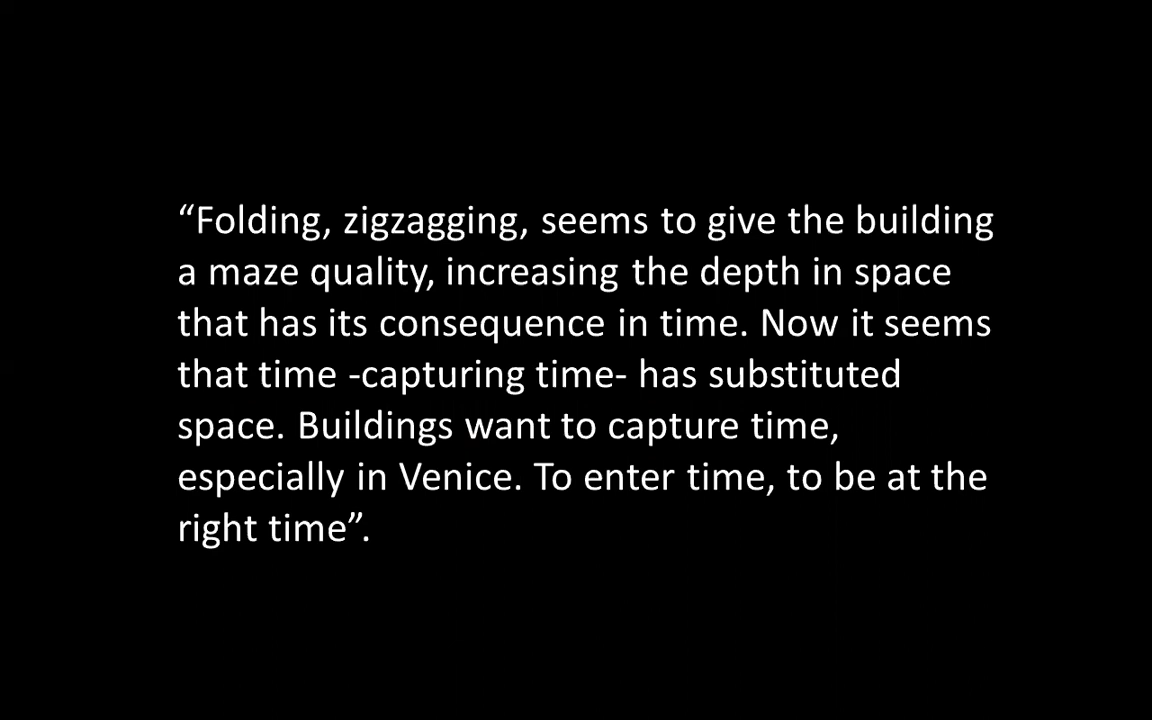 “Folding, zigzagging, seems to give the building
a maze quality, increasing the depth in space
that has its consequence in time. Now it seems
that time -capturing time- has substituted
space. Buildings want to capture time,
especially in Venice. To enter time, to be at the
right time”.